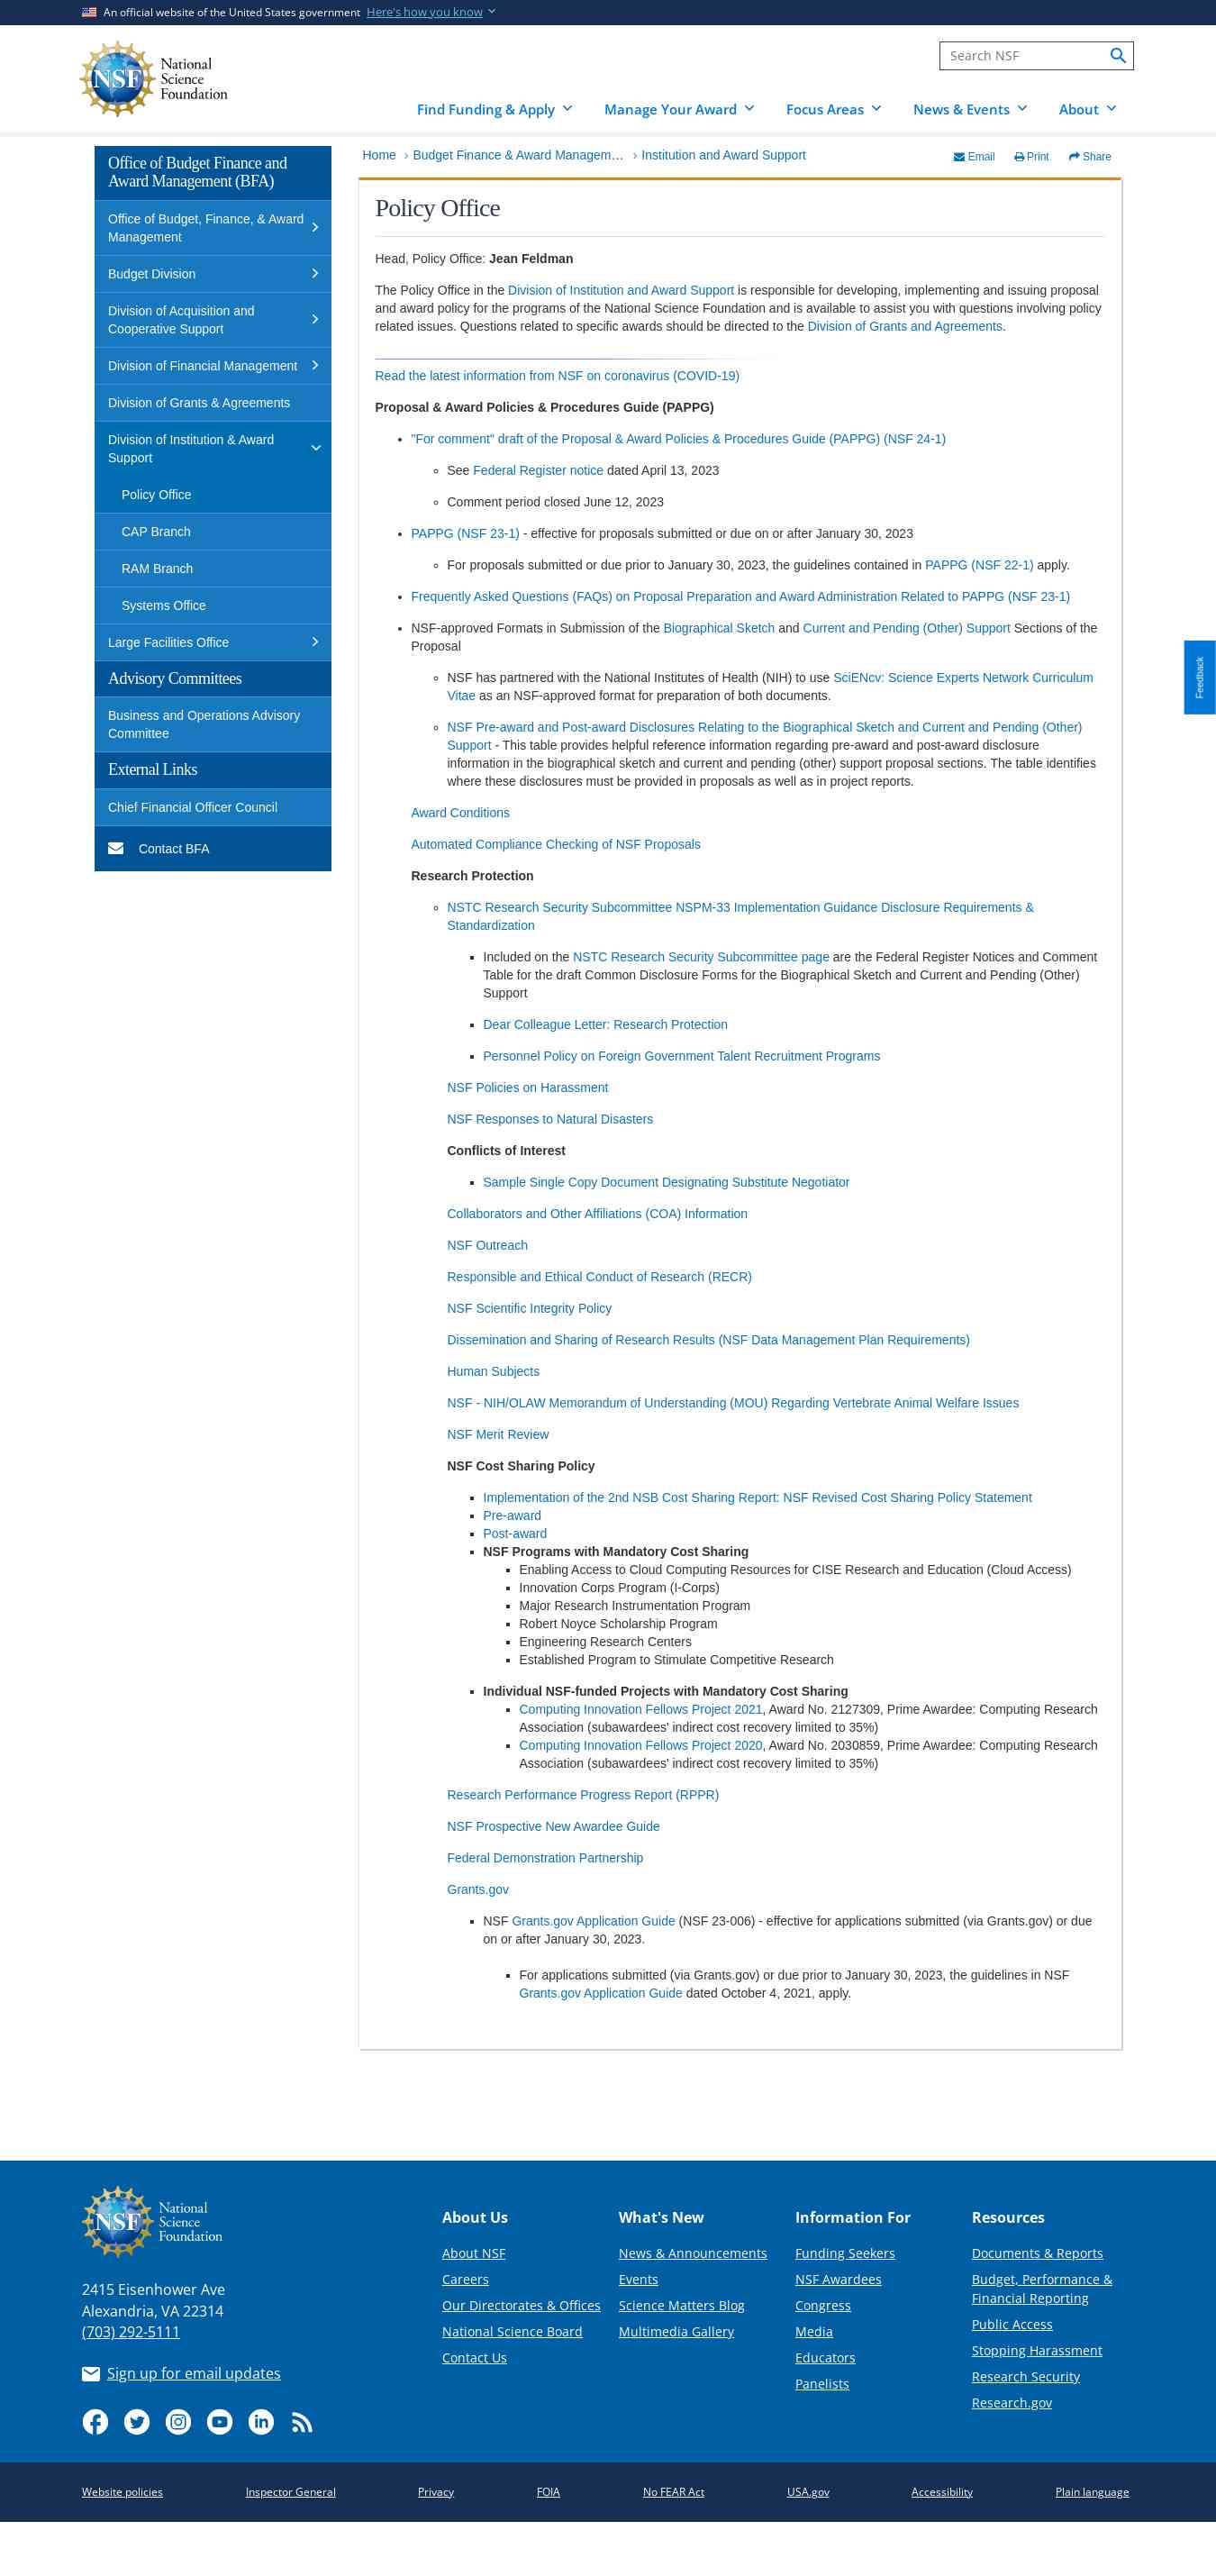 An official website of the United States government Here's how you know
NSF
National
Science
Foundation
Search NSF
Find Funding & Apply Manage Your Award Focus Areas News & Events About
Office of Budget Finance and
Award Management (BFA)
Office of Budget, Finance, & Award
Management
Budget Division
Division of Acquisition and
Cooperative Support
Division of Financial Management
Division of Grants & Agreements
Division of Institution & Award
Support
Policy Office
CAP Branch
RAM Branch
Systems Office
Large Facilities Office
Advisory Committees
Business and Operations Advisory
Committee
External Links
Chief Financial Officer Council
Contact BFA
Home › Budget Finance & Award Managem… › Institution and Award Support
Email Print Share
Policy Office
Head, Policy Office: Jean Feldman
The Policy Office in the Division of Institution and Award Support is responsible for developing, implementing and issuing proposal
and award policy for the programs of the National Science Foundation and is available to assist you with questions involving policy
related issues. Questions related to specific awards should be directed to the Division of Grants and Agreements.
Read the latest information from NSF on coronavirus (COVID-19)
Proposal & Award Policies & Procedures Guide (PAPPG)
"For comment" draft of the Proposal & Award Policies & Procedures Guide (PAPPG) (NSF 24-1)
See Federal Register notice dated April 13, 2023
Comment period closed June 12, 2023
PAPPG (NSF 23-1) - effective for proposals submitted or due on or after January 30, 2023
For proposals submitted or due prior to January 30, 2023, the guidelines contained in PAPPG (NSF 22-1) apply.
Frequently Asked Questions (FAQs) on Proposal Preparation and Award Administration Related to PAPPG (NSF 23-1)
NSF-approved Formats in Submission of the Biographical Sketch and Current and Pending (Other) Support Sections of the
Proposal
NSF has partnered with the National Institutes of Health (NIH) to use SciENcv: Science Experts Network Curriculum
Vitae as an NSF-approved format for preparation of both documents.
NSF Pre-award and Post-award Disclosures Relating to the Biographical Sketch and Current and Pending (Other)
Support - This table provides helpful reference information regarding pre-award and post-award disclosure
information in the biographical sketch and current and pending (other) support proposal sections. The table identifies
where these disclosures must be provided in proposals as well as in project reports.
Award Conditions
Automated Compliance Checking of NSF Proposals
Research Protection
NSTC Research Security Subcommittee NSPM-33 Implementation Guidance Disclosure Requirements &
Standardization
Included on the NSTC Research Security Subcommittee page are the Federal Register Notices and Comment
Table for the draft Common Disclosure Forms for the Biographical Sketch and Current and Pending (Other)
Support
Dear Colleague Letter: Research Protection
Personnel Policy on Foreign Government Talent Recruitment Programs
NSF Policies on Harassment
NSF Responses to Natural Disasters
Conflicts of Interest
Sample Single Copy Document Designating Substitute Negotiator
Collaborators and Other Affiliations (COA) Information
NSF Outreach
Responsible and Ethical Conduct of Research (RECR)
NSF Scientific Integrity Policy
Dissemination and Sharing of Research Results (NSF Data Management Plan Requirements)
Human Subjects
NSF - NIH/OLAW Memorandum of Understanding (MOU) Regarding Vertebrate Animal Welfare Issues
NSF Merit Review
NSF Cost Sharing Policy
Implementation of the 2nd NSB Cost Sharing Report: NSF Revised Cost Sharing Policy Statement
Pre-award
Post-award
NSF Programs with Mandatory Cost Sharing
Enabling Access to Cloud Computing Resources for CISE Research and Education (Cloud Access)
Innovation Corps Program (I-Corps)
Major Research Instrumentation Program
Robert Noyce Scholarship Program
Engineering Research Centers
Established Program to Stimulate Competitive Research
Individual NSF-funded Projects with Mandatory Cost Sharing
Computing Innovation Fellows Project 2021, Award No. 2127309, Prime Awardee: Computing Research
Association (subawardees' indirect cost recovery limited to 35%)
Computing Innovation Fellows Project 2020, Award No. 2030859, Prime Awardee: Computing Research
Association (subawardees' indirect cost recovery limited to 35%)
Research Performance Progress Report (RPPR)
NSF Prospective New Awardee Guide
Federal Demonstration Partnership
Grants.gov
NSF Grants.gov Application Guide (NSF 23-006) - effective for applications submitted (via Grants.gov) or due
on or after January 30, 2023.
For applications submitted (via Grants.gov) or due prior to January 30, 2023, the guidelines in NSF
Grants.gov Application Guide dated October 4, 2021, apply.
Feedback
NSF
National
Science
Foundation
2415 Eisenhower Ave
Alexandria, VA 22314
(703) 292-5111
Sign up for email updates
About Us
About NSF
Careers
Our Directorates & Offices
National Science Board
Contact Us
What's New
News & Announcements
Events
Science Matters Blog
Multimedia Gallery
Information For
Funding Seekers
NSF Awardees
Congress
Media
Educators
Panelists
Resources
Documents & Reports
Budget, Performance &
Financial Reporting
Public Access
Stopping Harassment
Research Security
Research.gov
Website policies Inspector General Privacy FOIA No FEAR Act USA.gov Accessibility Plain language